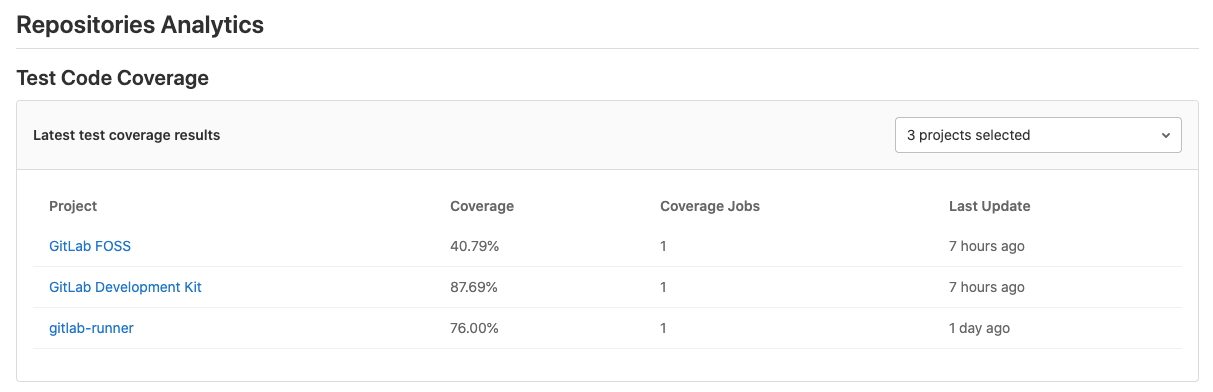 Repositories Analytics
Test Code Coverage
Latest test coverage results 3 projects selected
Project Coverage Coverage Jobs Last Update
GitLab FOSS 40.79% 1 7 hours ago
GitLab Development Kit 87.69% 1 7 hours ago
gitlab-runner 76.00% 1 1 day ago